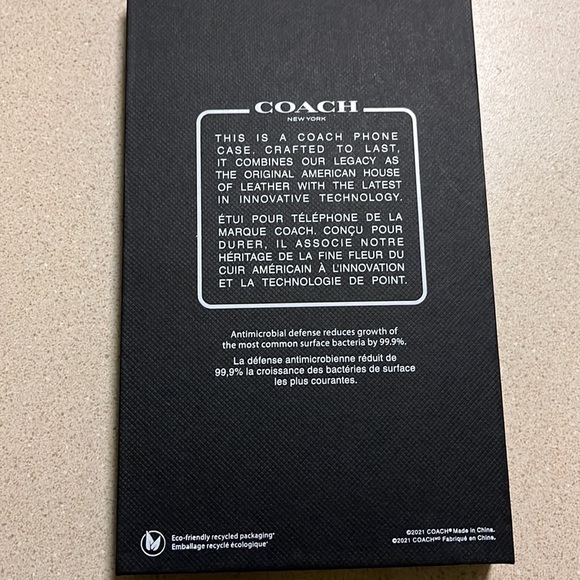 COACH
NEW YORK
THIS IS A COACH PHONE
CASE. CRAFTED TO LAST,
IT COMBINES OUR LEGACY AS
THE ORIGINAL AMERICAN HOUSE
OF LEATHER WITH THE LATEST
IN INNOVATIVE TECHNOLOGY.
ÉTUI POUR TÉLÉPHONE DE LA
MARQUE COACH. CONÇU POUR
DURER, IL ASSOCIE NOTRE
HÉRITAGE DE LA FINE FLEUR DU
CUIR AMÉRICAIN À L'INNOVATION
ET LA TECHNOLOGIE DE POINT.
Antimicrobial defense reduces growth of
the most common surface bacteria by 99.9%.
La défense antimicrobienne réduit de
99,9% la croissance des bactéries de surface
les plus courantes.
Eco-friendly recycled packaging*
Emballage recyclé écologique*
©2021 COACH® Made in China.
©2021 COACHᴹᴰ Fabriqué en Chine.